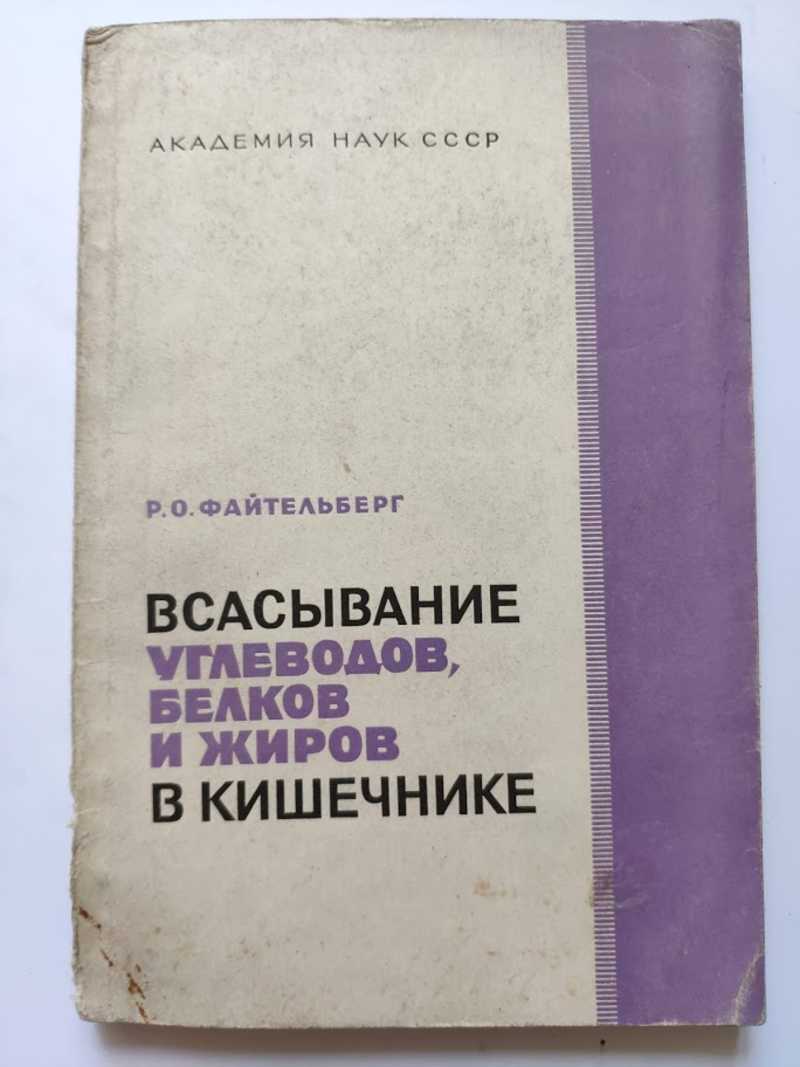 АКАДЕМИЯ НАУК СССР
Р.О.ФАЙТЕЛЬБЕРГ
ВСАСЫВАНИЕ
УГЛЕВОДОВ,
БЕЛКОВ
И ЖИРОВ
В КИШЕЧНИКЕ